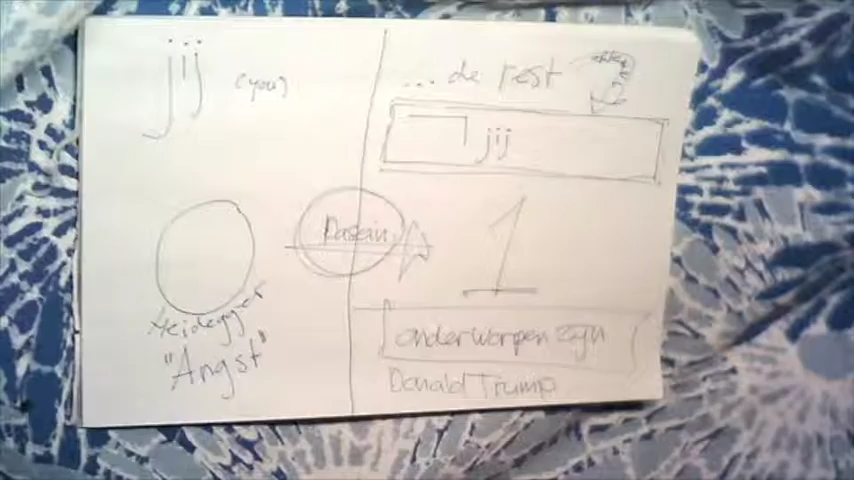 jij (you)
... de rest
jij
Dasein
1
Heidegger
"Angst"
onderworpen zijn
Donald Trump